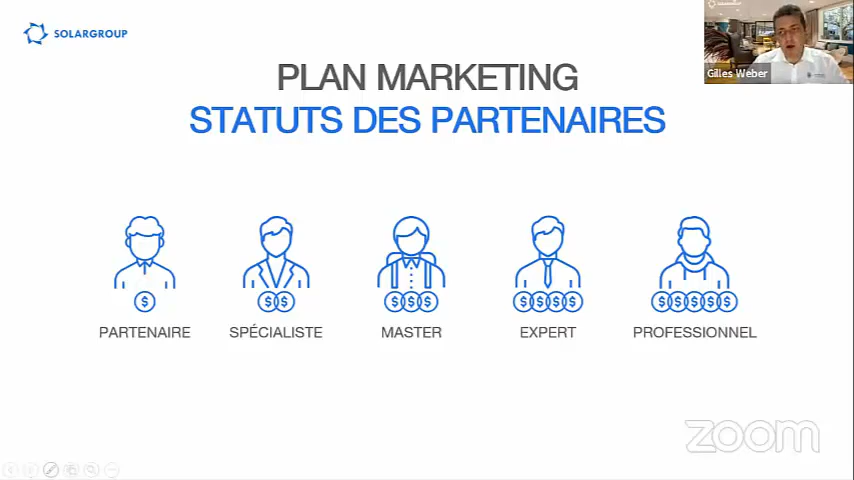 SOLARGROUP
Gilles Weber
PLAN MARKETING
STATUTS DES PARTENAIRES
$ $$ $$$ $$$$ $$$$$
PARTENAIRE SPÉCIALISTE MASTER EXPERT PROFESSIONNEL
zoom